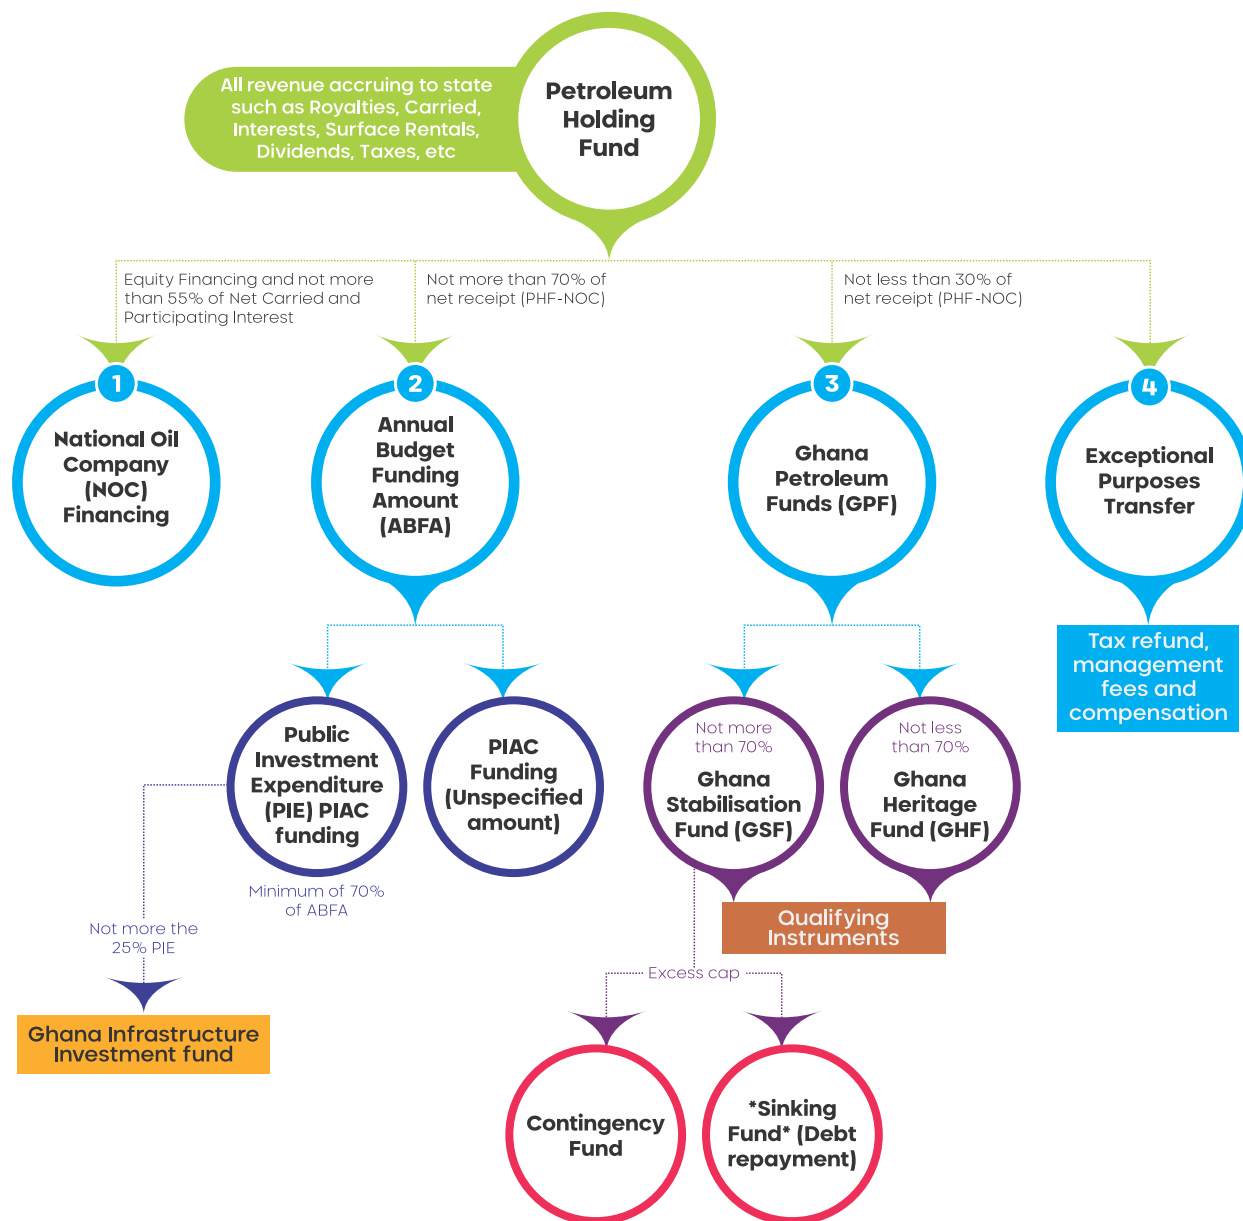 All revenue accruing to state
such as Royalties, Carried,
Interests, Surface Rentals,
Dividends, Taxes, etc
Petroleum
Holding
Fund
Equity Financing and not more
than 55% of Net Carried and
Participating Interest
Not more than 70% of
net receipt (PHF-NOC)
Not less than 30% of
net receipt (PHF-NOC)
1
National Oil
Company
(NOC)
Financing
2
Annual
Budget
Funding
Amount
(ABFA)
3
Ghana
Petroleum
Funds (GPF)
4
Exceptional
Purposes
Transfer
Tax refund,
management
fees and
compensation
Public
Investment
Expenditure
(PIE) PIAC
funding
Minimum of 70%
of ABFA
PIAC
Funding
(Unspecified
amount)
Not more
than 70%
Ghana
Stabilisation
Fund (GSF)
Not less
than 70%
Ghana
Heritage
Fund (GHF)
Qualifying
Instruments
Not more the
25% PIE
Ghana Infrastructure
Investment fund
Excess cap
Contingency
Fund
*Sinking
Fund* (Debt
repayment)